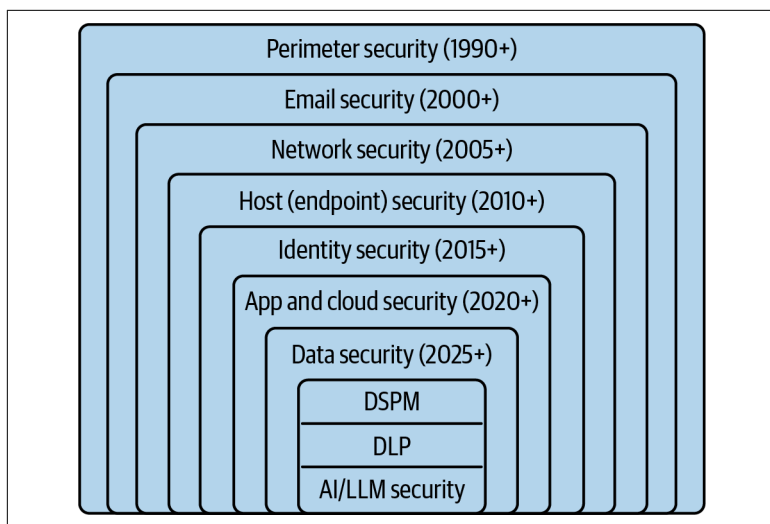 Perimeter security (1990+)
Email security (2000+)
Network security (2005+)
Host (endpoint) security (2010+)
Identity security (2015+)
App and cloud security (2020+)
Data security (2025+)
DSPM
DLP
AI/LLM security